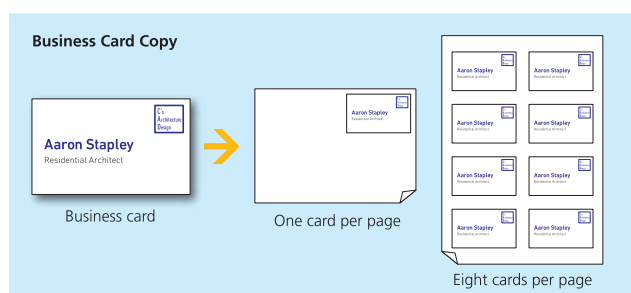 Business Card Copy
C's
Architecture
Design
Aaron Stapley
Residential Architect
Business card
Aaron Stapley
Residential Architect
One card per page
Aaron Stapley
Residential Architect
Aaron Stapley
Residential Architect
Aaron Stapley
Residential Architect
Aaron Stapley
Residential Architect
Aaron Stapley
Residential Architect
Aaron Stapley
Residential Architect
Aaron Stapley
Residential Architect
Aaron Stapley
Residential Architect
Eight cards per page